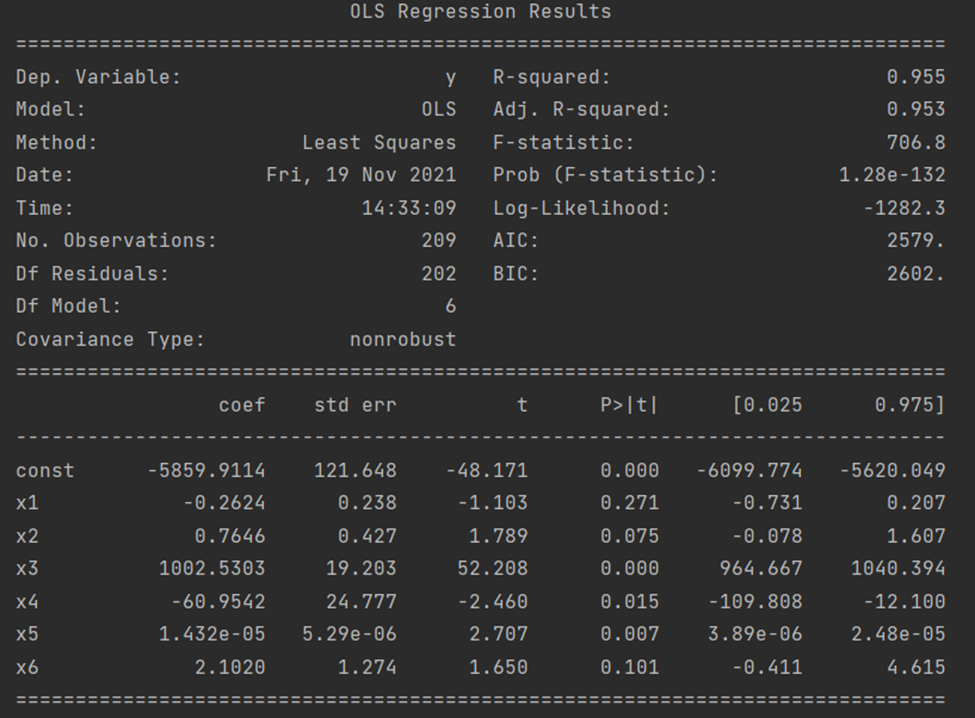 OLS Regression Results
==============================================================================
Dep. Variable: y R-squared: 0.955
Model: OLS Adj. R-squared: 0.953
Method: Least Squares F-statistic: 706.8
Date: Fri, 19 Nov 2021 Prob (F-statistic): 1.28e-132
Time: 14:33:09 Log-Likelihood: -1282.3
No. Observations: 209 AIC: 2579.
Df Residuals: 202 BIC: 2602.
Df Model: 6
Covariance Type: nonrobust
==============================================================================
coef std err t P>|t| [0.025 0.975]
------------------------------------------------------------------------------
const -5859.9114 121.648 -48.171 0.000 -6099.774 -5620.049
x1 -0.2624 0.238 -1.103 0.271 -0.731 0.207
x2 0.7646 0.427 1.789 0.075 -0.078 1.607
x3 1002.5303 19.203 52.208 0.000 964.667 1040.394
x4 -60.9542 24.777 -2.460 0.015 -109.808 -12.100
x5 1.432e-05 5.29e-06 2.707 0.007 3.89e-06 2.48e-05
x6 2.1020 1.274 1.650 0.101 -0.411 4.615
==============================================================================